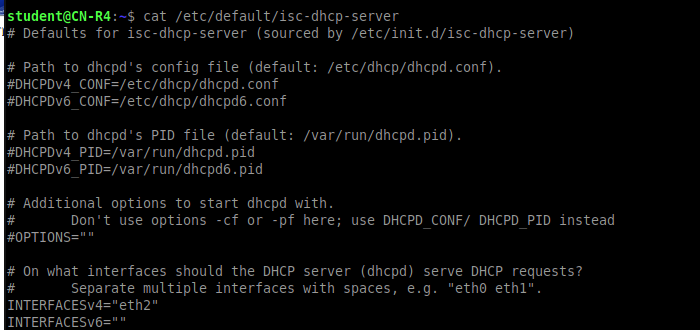 student@CN-R4:~$ cat /etc/default/isc-dhcp-server
# Defaults for isc-dhcp-server (sourced by /etc/init.d/isc-dhcp-server)
# Path to dhcpd's config file (default: /etc/dhcp/dhcpd.conf).
#DHCPDv4_CONF=/etc/dhcp/dhcpd.conf
#DHCPDv6_CONF=/etc/dhcp/dhcpd6.conf
# Path to dhcpd's PID file (default: /var/run/dhcpd.pid).
#DHCPDv4_PID=/var/run/dhcpd.pid
#DHCPDv6_PID=/var/run/dhcpd6.pid
# Additional options to start dhcpd with.
#       Don't use options -cf or -pf here; use DHCPD_CONF/ DHCPD_PID instead
#OPTIONS=""
# On what interfaces should the DHCP server (dhcpd) serve DHCP requests?
#       Separate multiple interfaces with spaces, e.g. "eth0 eth1".
INTERFACESv4="eth2"
INTERFACESv6=""